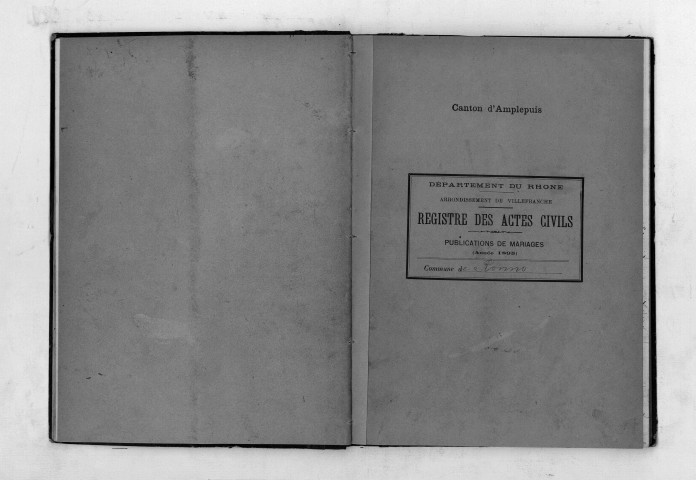 Canton d'Amplepuis
DÉPARTEMENT DU RHONE
ARRONDISSEMENT DE VILLEFRANCHE
REGISTRE DES ACTES CIVILS
PUBLICATIONS DE MARIAGES
Commune de